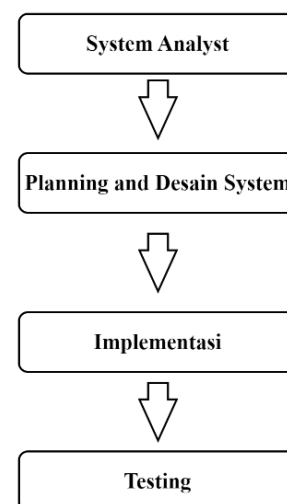 System Analyst
Planning and Desain System
Implementasi
Testing